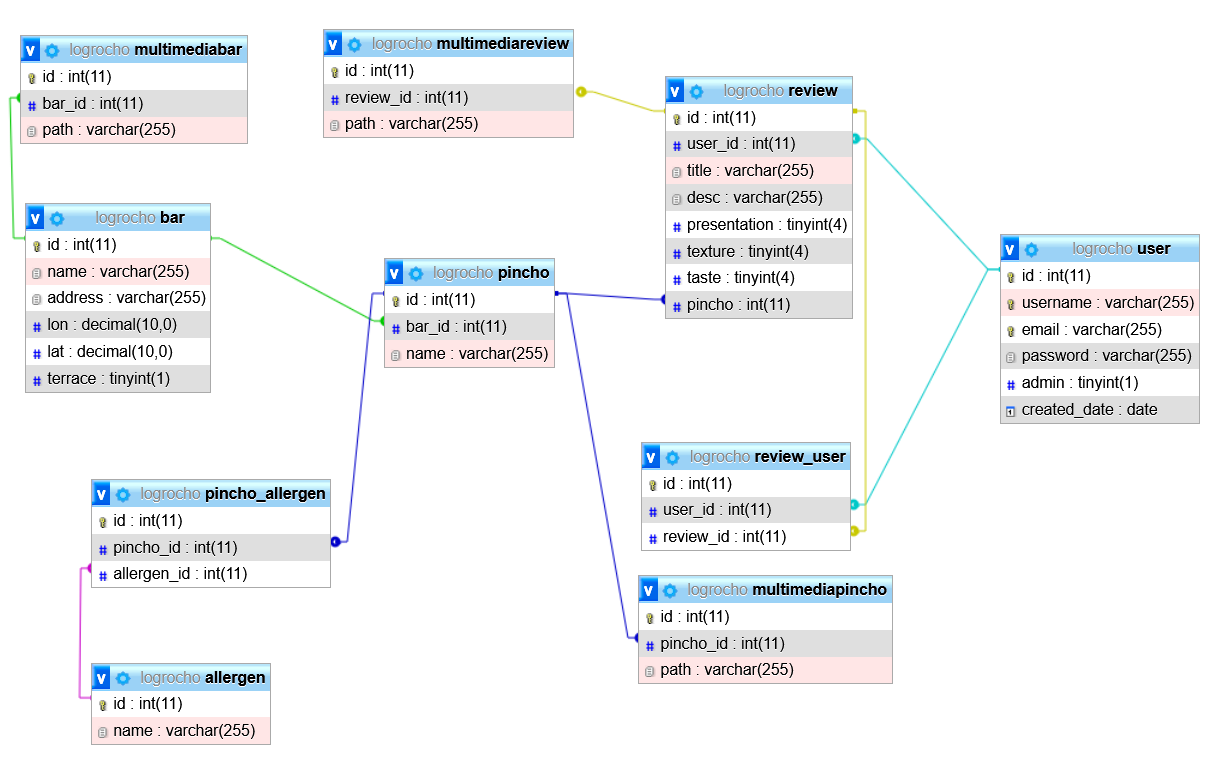 v logrocho multimediabar
id : int(11)
bar_id : int(11)
path : varchar(255)
v logrocho multimediareview
id : int(11)
review_id : int(11)
path : varchar(255)
v logrocho review
id : int(11)
user_id : int(11)
title : varchar(255)
desc : varchar(255)
presentation : tinyint(4)
texture : tinyint(4)
taste : tinyint(4)
pincho : int(11)
v logrocho bar
id : int(11)
name : varchar(255)
address : varchar(255)
lon : decimal(10,0)
lat : decimal(10,0)
terrace : tinyint(1)
v logrocho pincho
id : int(11)
bar_id : int(11)
name : varchar(255)
v logrocho user
id : int(11)
username : varchar(255)
email : varchar(255)
password : varchar(255)
admin : tinyint(1)
created_date : date
v logrocho review_user
id : int(11)
user_id : int(11)
review_id : int(11)
v logrocho pincho_allergen
id : int(11)
pincho_id : int(11)
allergen_id : int(11)
v logrocho multimediapincho
id : int(11)
pincho_id : int(11)
path : varchar(255)
v logrocho allergen
id : int(11)
name : varchar(255)